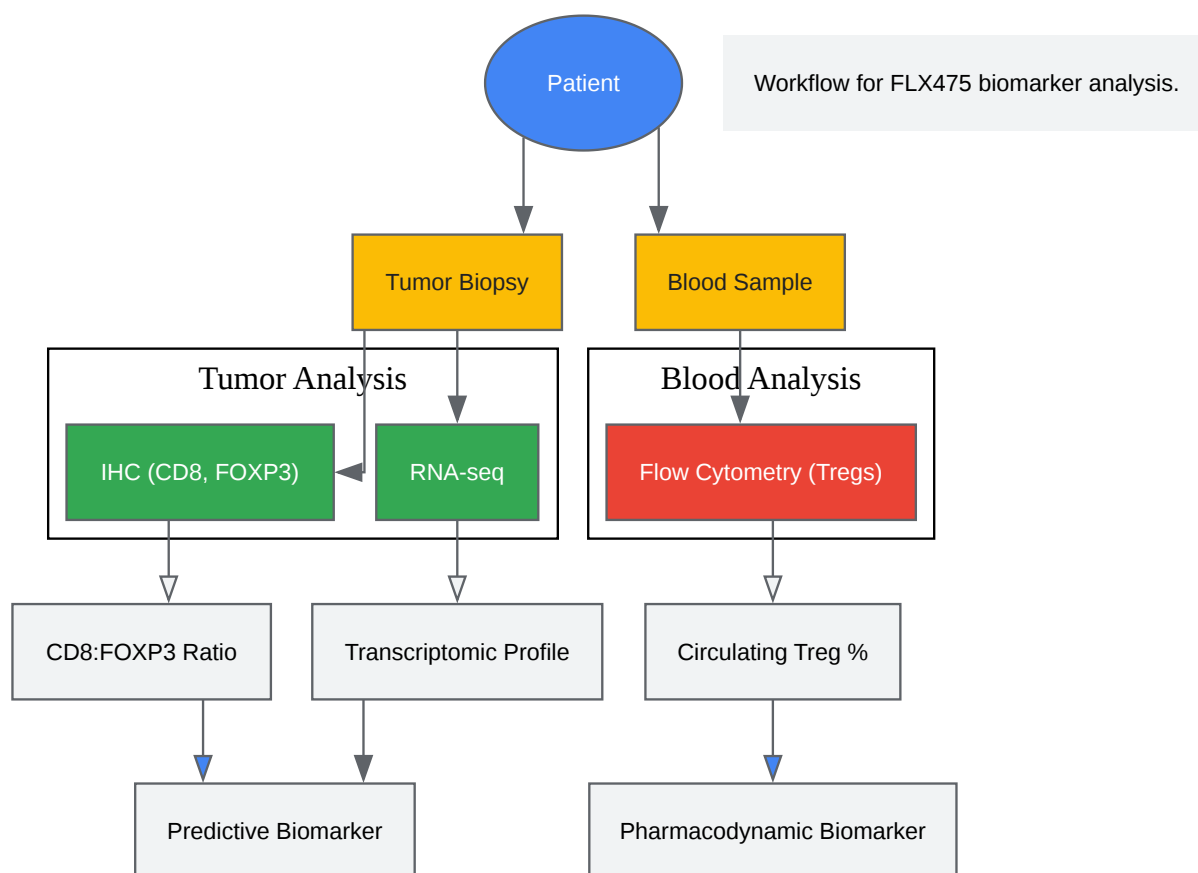 Patient
Workflow for FLX475 biomarker analysis.
Tumor Biopsy
Blood Sample
Tumor Analysis
Blood Analysis
IHC (CD8, FOXP3)
RNA-seq
Flow Cytometry (Tregs)
CD8:FOXP3 Ratio
Transcriptomic Profile
Circulating Treg %
Predictive Biomarker
Pharmacodynamic Biomarker